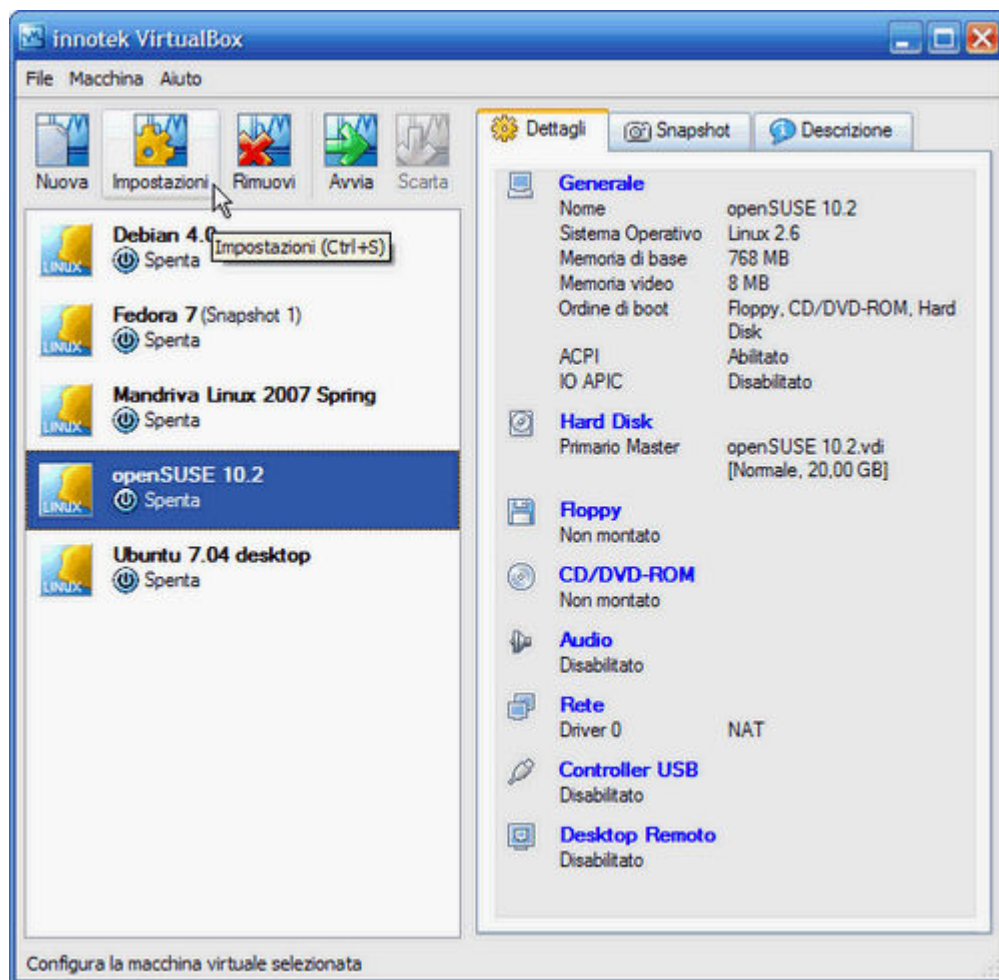 innotek VirtualBox
File Macchina Aiuto
Nuova Impostazioni Rimuovi Avvia Scarta
Impostazioni (Ctrl+S)
Debian 4.0
Spenta
Fedora 7 (Snapshot 1)
Spenta
Mandriva Linux 2007 Spring
Spenta
openSUSE 10.2
Spenta
Ubuntu 7.04 desktop
Spenta
LINUX
LINUX
LINUX
LINUX
LINUX
Dettagli Snapshot Descrizione
Generale
Nome openSUSE 10.2
Sistema Operativo Linux 2.6
Memoria di base 768 MB
Memoria video 8 MB
Ordine di boot Floppy, CD/DVD-ROM, Hard
Disk
ACPI Abilitato
IO APIC Disabilitato
Hard Disk
Primario Master openSUSE 10.2.vdi
[Normale, 20,00 GB]
Floppy
Non montato
CD/DVD-ROM
Non montato
Audio
Disabilitato
Rete
Driver 0 NAT
Controller USB
Disabilitato
Desktop Remoto
Disabilitato
Configura la macchina virtuale selezionata